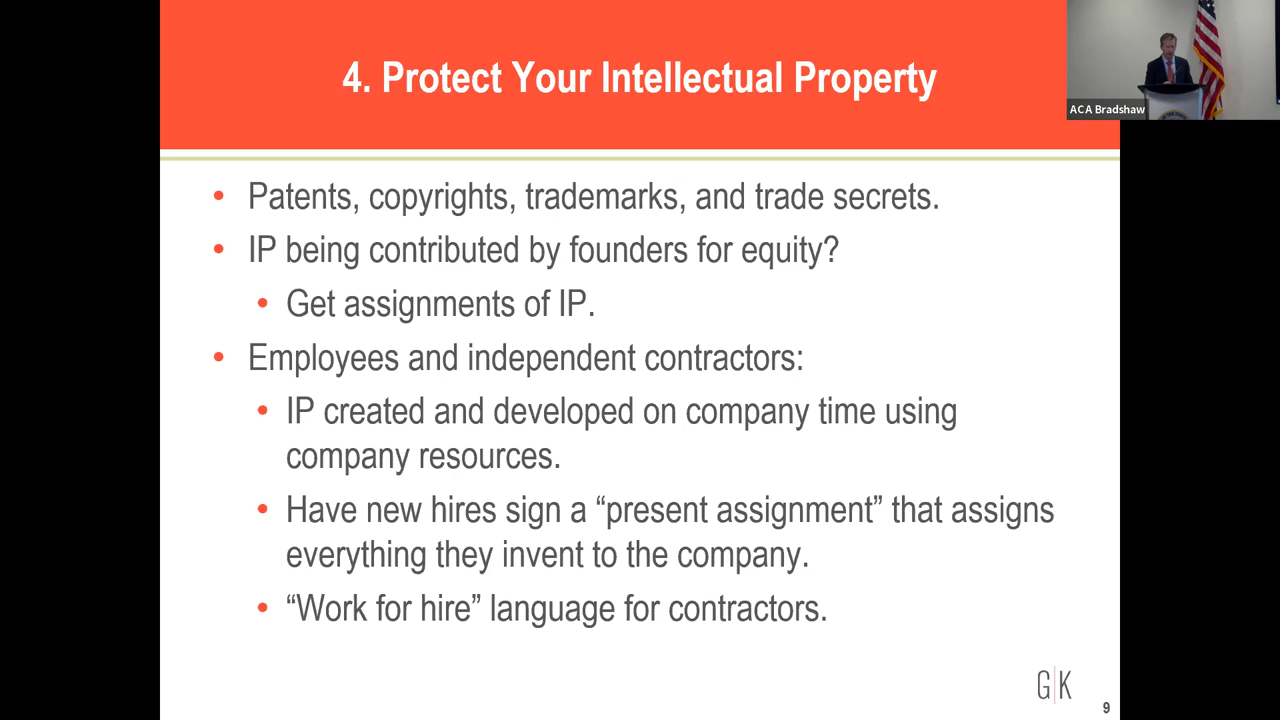 4. Protect Your Intellectual Property
ACA Bradshaw
• Patents, copyrights, trademarks, and trade secrets.
• IP being contributed by founders for equity?
• Get assignments of IP.
• Employees and independent contractors:
• IP created and developed on company time using
company resources.
• Have new hires sign a “present assignment” that assigns
everything they invent to the company.
• “Work for hire” language for contractors.
G|K
9